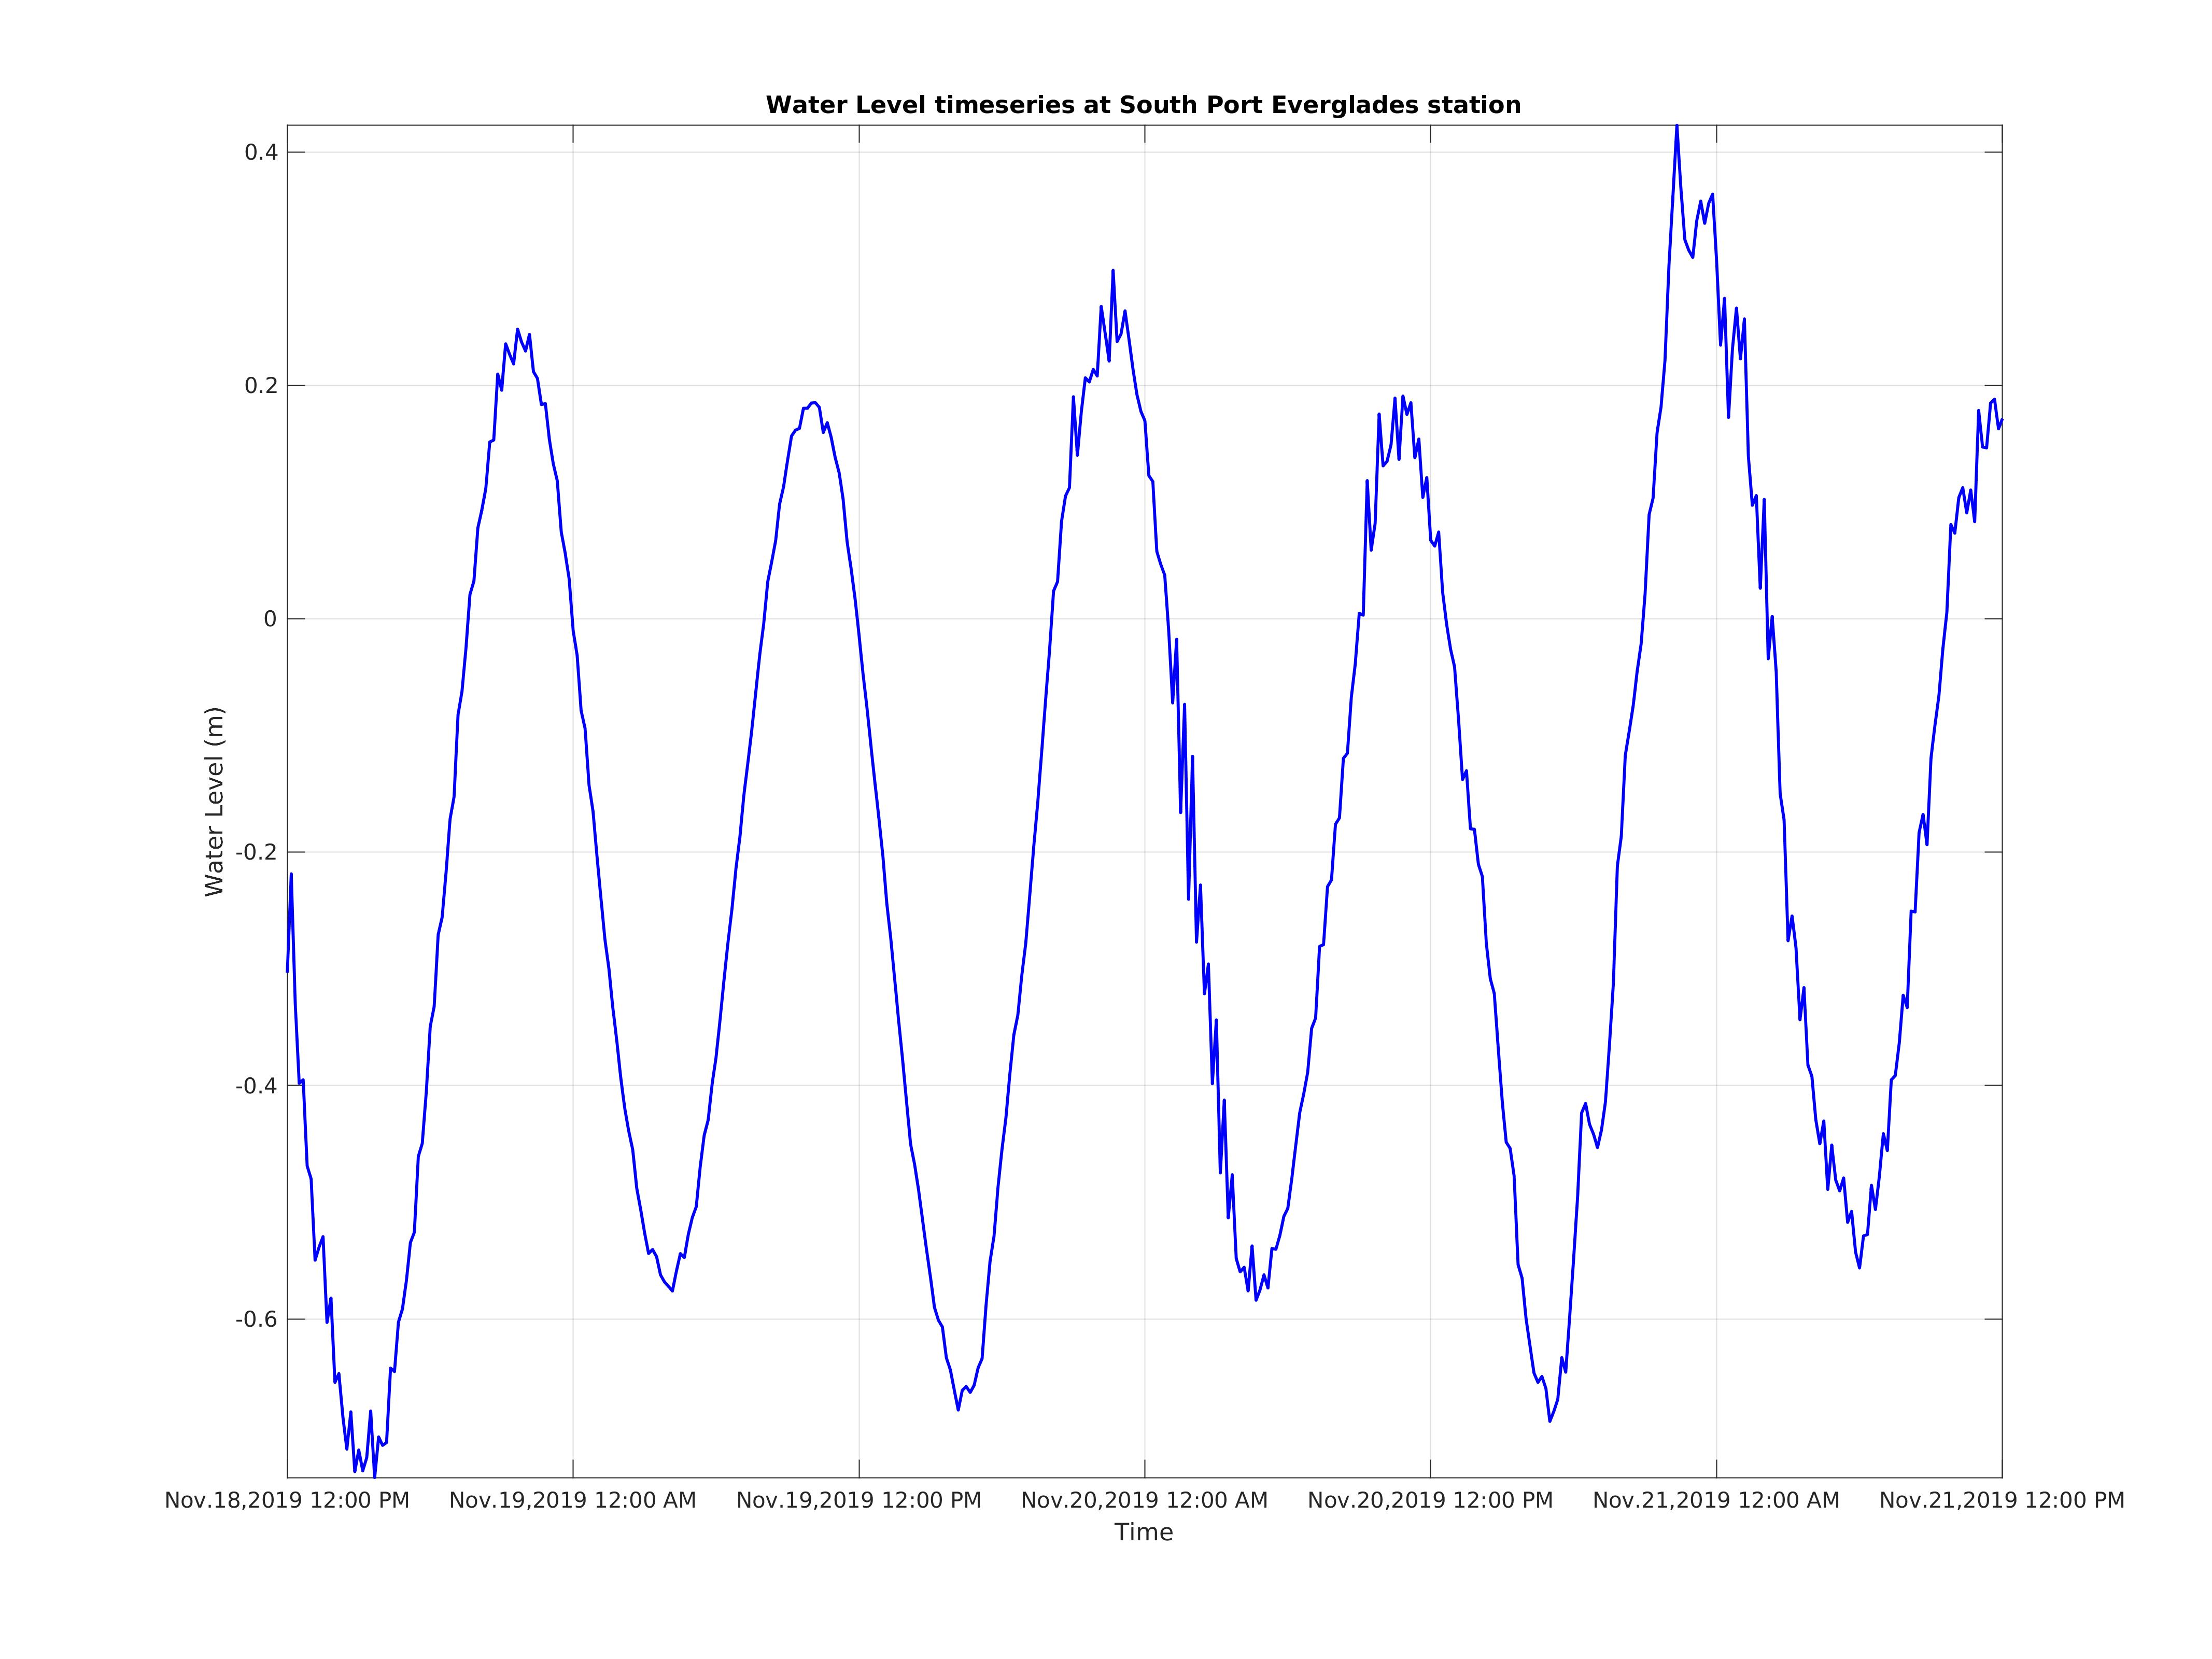 Water Level timeseries at South Port Everglades station
0.4
0.2
0
-0.2
-0.4
-0.6
Water Level (m)
Nov.18,2019 12:00 PM Nov.19,2019 12:00 AM Nov.19,2019 12:00 PM Nov.20,2019 12:00 AM Nov.20,2019 12:00 PM Nov.21,2019 12:00 AM Nov.21,2019 12:00 PM
Time